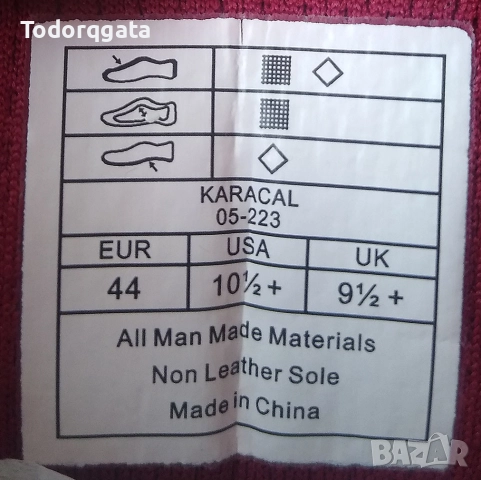 Todorqgata
KARACAL
05-223
EUR USA UK
44 10½+ 9½+
All Man Made Materials
Non Leather Sole
Made in China
BAZAR